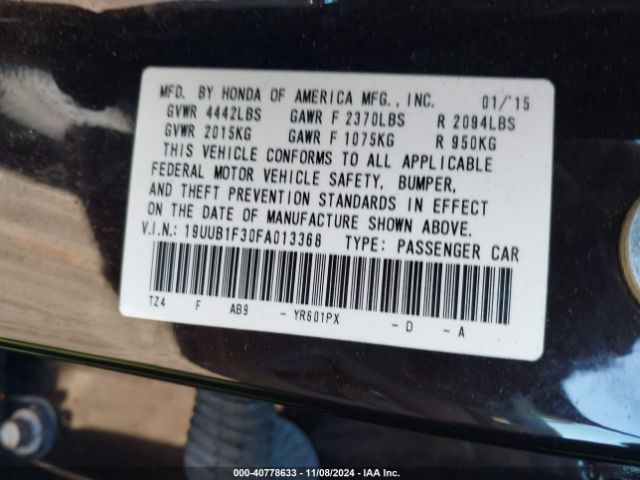 MFD. BY HONDA OF AMERICA MFG., INC. 01/'15
GVWR 4442LBS GAWR F 2370LBS R 2094LBS
GVWR 2015KG GAWR F 1075KG R 950KG
THIS VEHICLE CONFORMS TO ALL APPLICABLE
FEDERAL MOTOR VEHICLE SAFETY, BUMPER,
AND THEFT PREVENTION STANDARDS IN EFFECT
ON THE DATE OF MANUFACTURE SHOWN ABOVE.
V.I.N.: 19UUB1F30FA013368 TYPE: PASSENGER CAR
TZ4 F AB9 - YR601PX - D - A
000-40778633 - 11/08/2024 - IAA Inc.